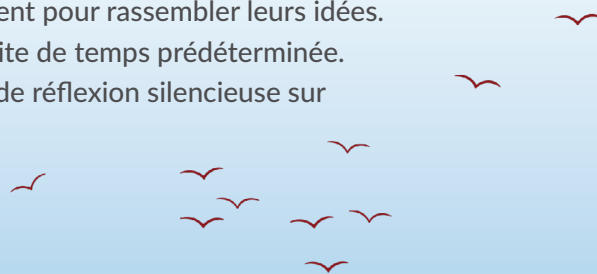 ent pour rassembler leurs idées.
ite de temps prédéterminée.
de réflexion silencieuse sur